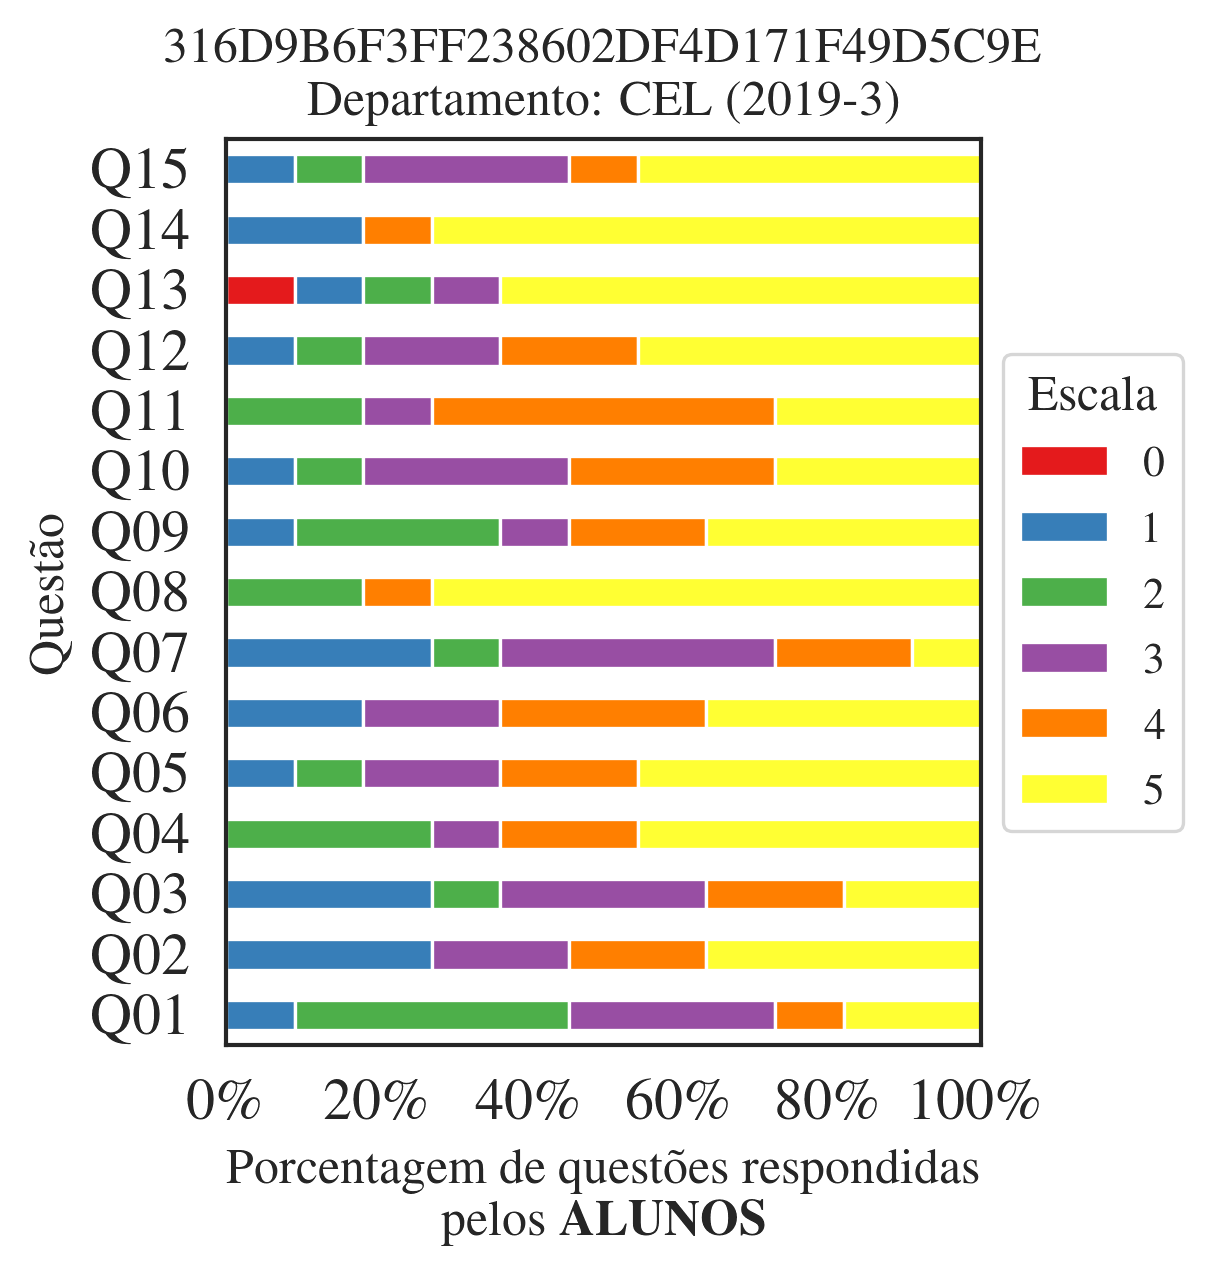 316D9B6F3FF238602DF4D171F49D5C9E
Departamento: CEL (2019-3)
Questão
Q15
Q14
Q13
Q12
Q11
Q10
Q09
Q08
Q07
Q06
Q05
Q04
Q03
Q02
Q01
0% 20% 40% 60% 80% 100%
Porcentagem de questões respondidas
pelos ALUNOS
Escala
0
1
2
3
4
5